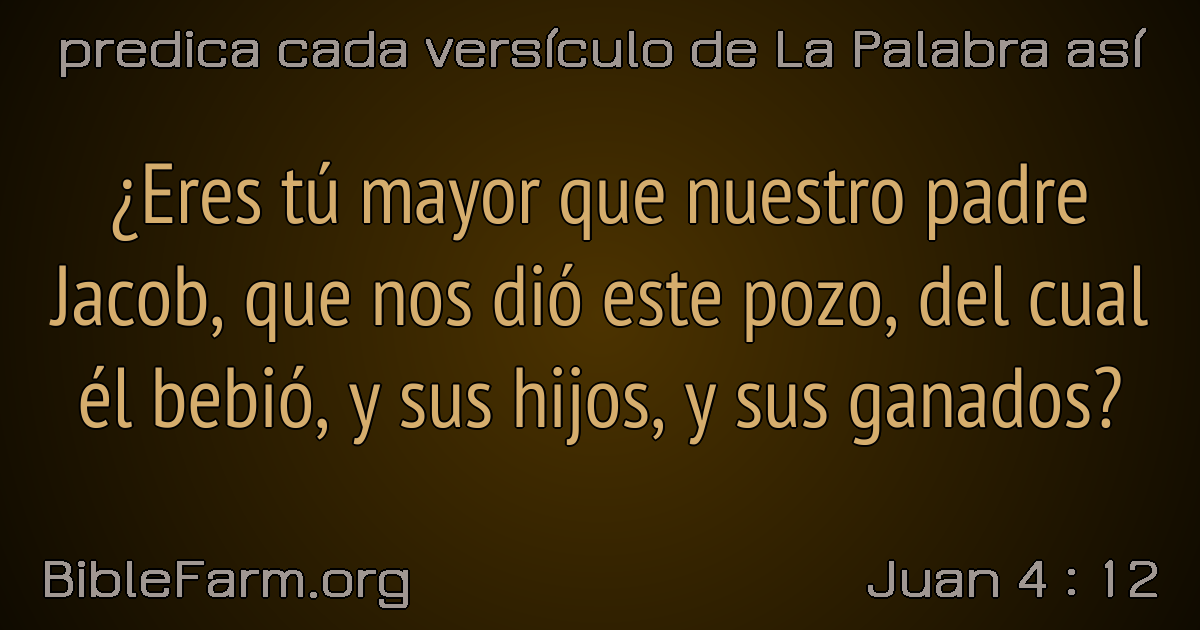 predica cada versículo de La Palabra así
¿Eres tú mayor que nuestro padre
Jacob, que nos dió este pozo, del cual
él bebió, y sus hijos, y sus ganados?
BibleFarm.org
Juan 4 : 12